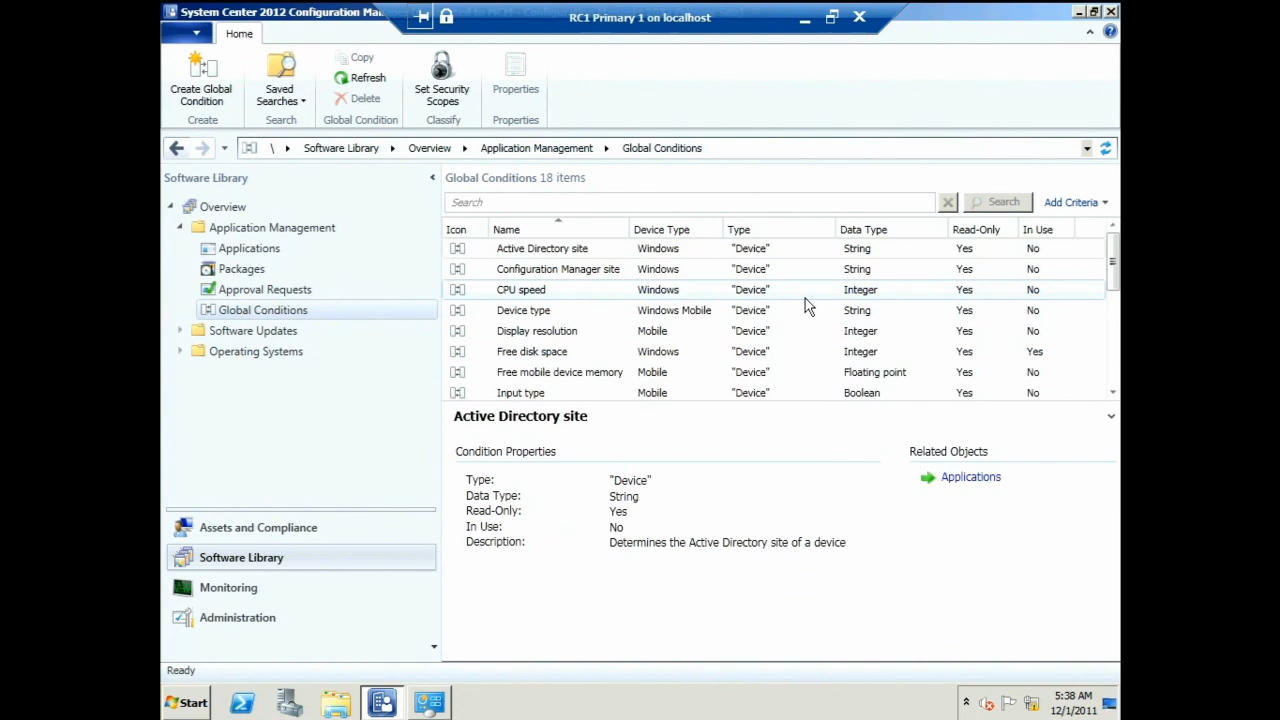 System Center 2012 Configuration Man
RC1 Primary 1 on localhost
Home
Create Global Condition
Saved Searches
Copy
Refresh
Delete
Set Security Scopes
Properties
Create
Search
Global Condition
Classify
Properties
\ Software Library Overview Application Management Global Conditions
Software Library
Overview
Application Management
Applications
Packages
Approval Requests
Global Conditions
Software Updates
Operating Systems
Assets and Compliance
Software Library
Monitoring
Administration
Global Conditions 18 items
Search Search Add Criteria
Icon Name Device Type Type Data Type Read-Only In Use
Active Directory site Windows "Device" String Yes No
Configuration Manager site Windows "Device" String Yes No
CPU speed Windows "Device" Integer Yes No
Device type Windows Mobile "Device" String Yes No
Display resolution Mobile "Device" Integer Yes No
Free disk space Windows "Device" Integer Yes Yes
Free mobile device memory Mobile "Device" Floating point Yes No
Input type Mobile "Device" Boolean Yes No
Active Directory site
Condition Properties
Type: "Device"
Data Type: String
Read-Only: Yes
In Use: No
Description: Determines the Active Directory site of a device
Related Objects
Applications
Ready
Start
5:38 AM
12/1/2011